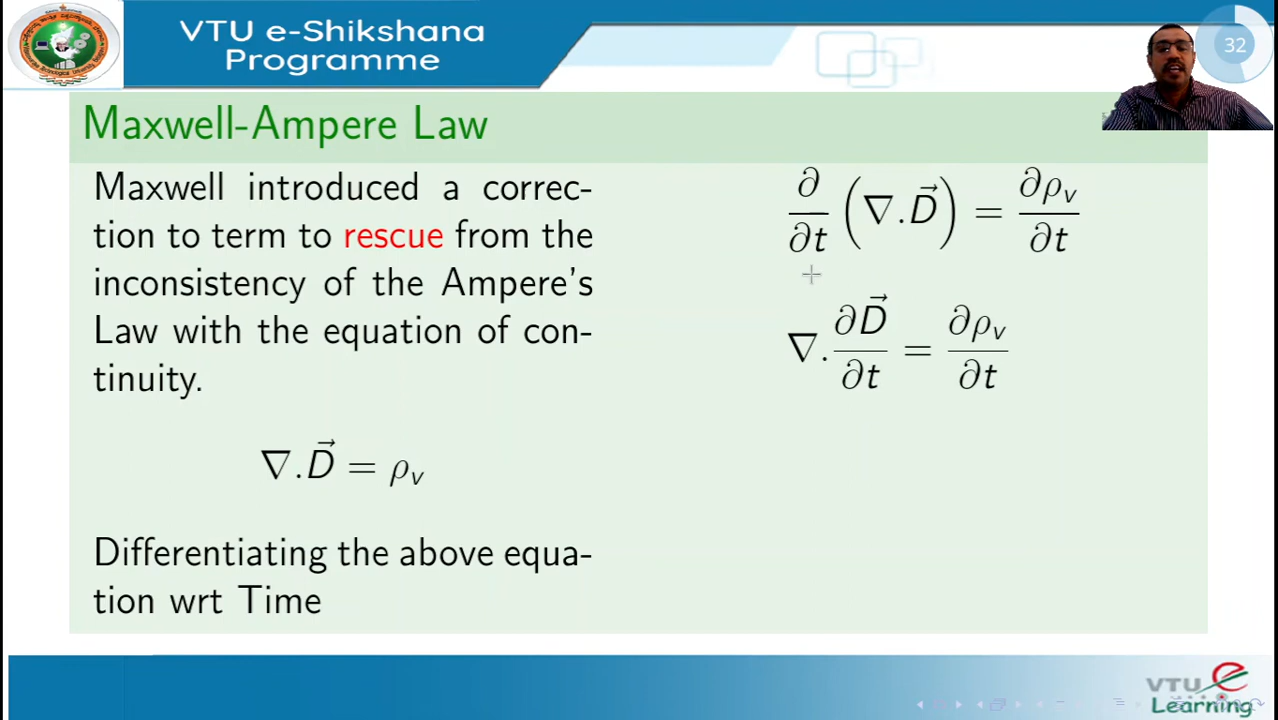 VTU e-Shikshana
Programme
32
Maxwell-Ampere Law
Maxwell introduced a correc-
tion to term to rescue from the
inconsistency of the Ampere's
Law with the equation of con-
tinuity.
∇.D⃗ = ρᵥ
Differentiating the above equa-
tion wrt Time
∂/∂t (∇.D⃗) = ∂ρᵥ/∂t
∇.∂D⃗/∂t = ∂ρᵥ/∂t
VTU e
Learning